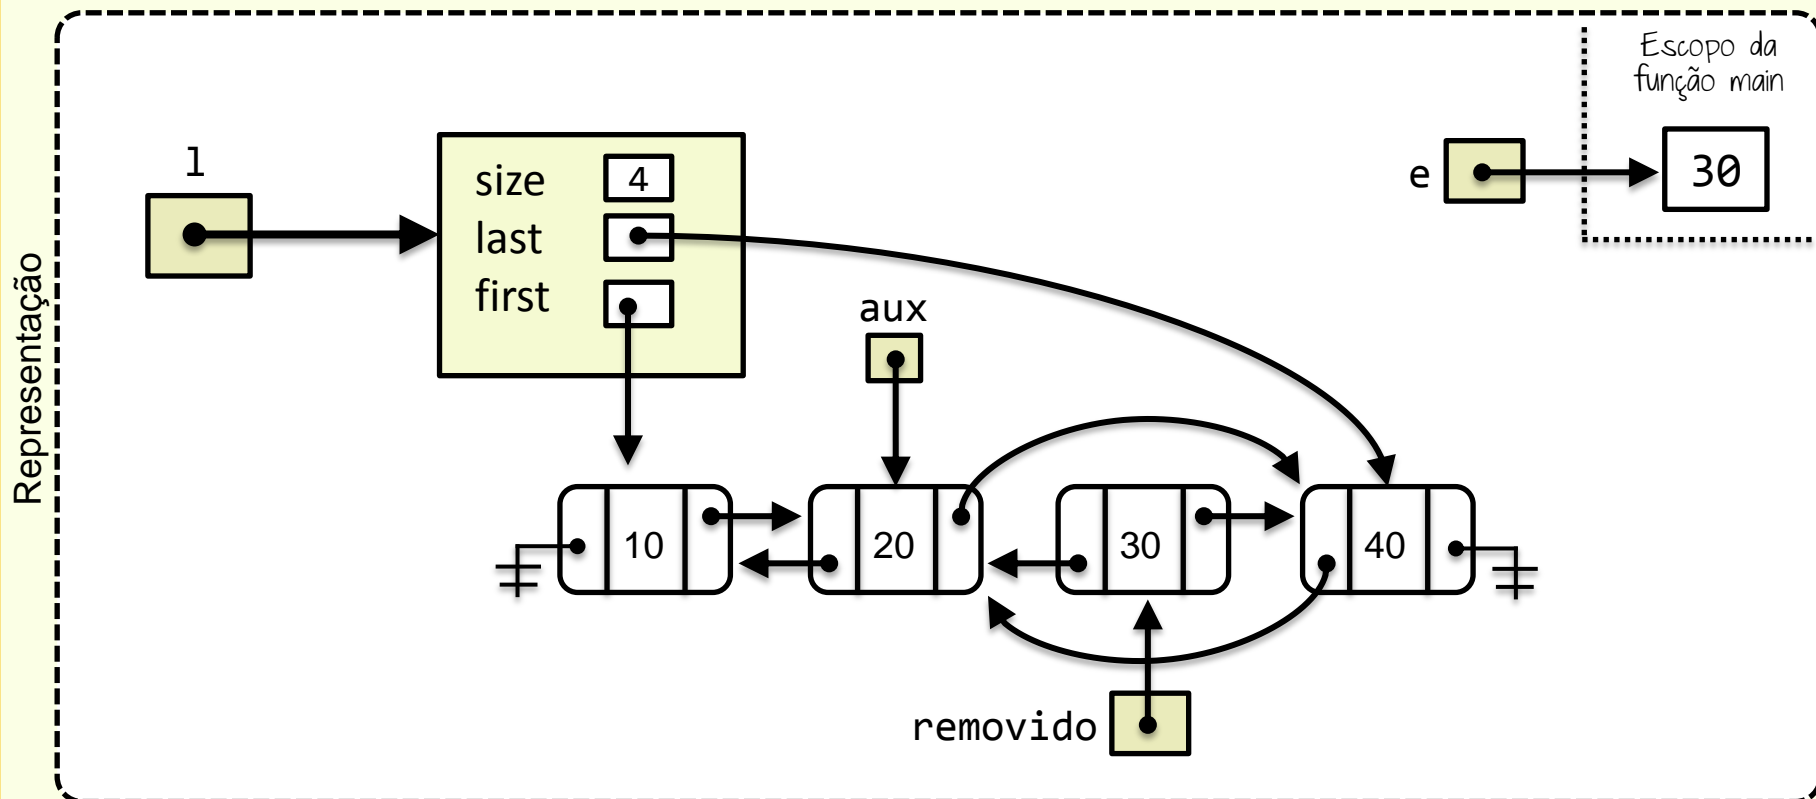 Representação
Escopo da
função main
l
size 4
last
first
e
30
aux
10
20
30
40
removido